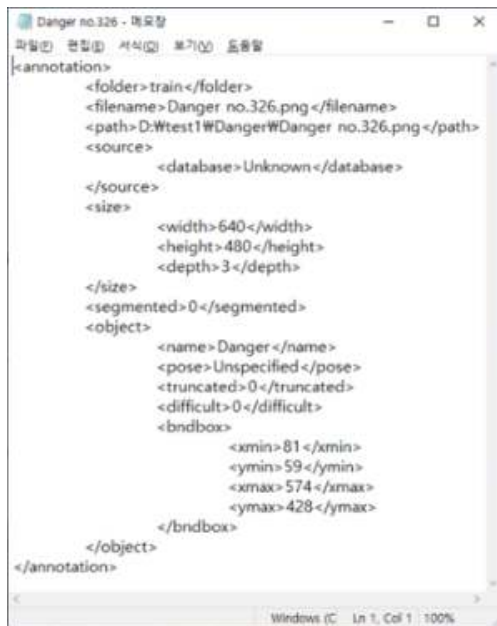 Danger no.326 - 메모장
파일(F) 편집(E) 서식(O) 보기(V) 도움말
<annotation>
<folder>train</folder>
<filename>Danger no.326.png</filename>
<path>D:₩test1₩Danger₩Danger no.326.png</path>
<source>
<database>Unknown</database>
</source>
<size>
<width>640</width>
<height>480</height>
<depth>3</depth>
</size>
<segmented>0</segmented>
<object>
<name>Danger</name>
<pose>Unspecified</pose>
<truncated>0</truncated>
<difficult>0</difficult>
<bndbox>
<xmin>81</xmin>
<ymin>59</ymin>
<xmax>574</xmax>
<ymax>428</ymax>
</bndbox>
</object>
</annotation>
Windows (C Ln 1, Col 1 100%